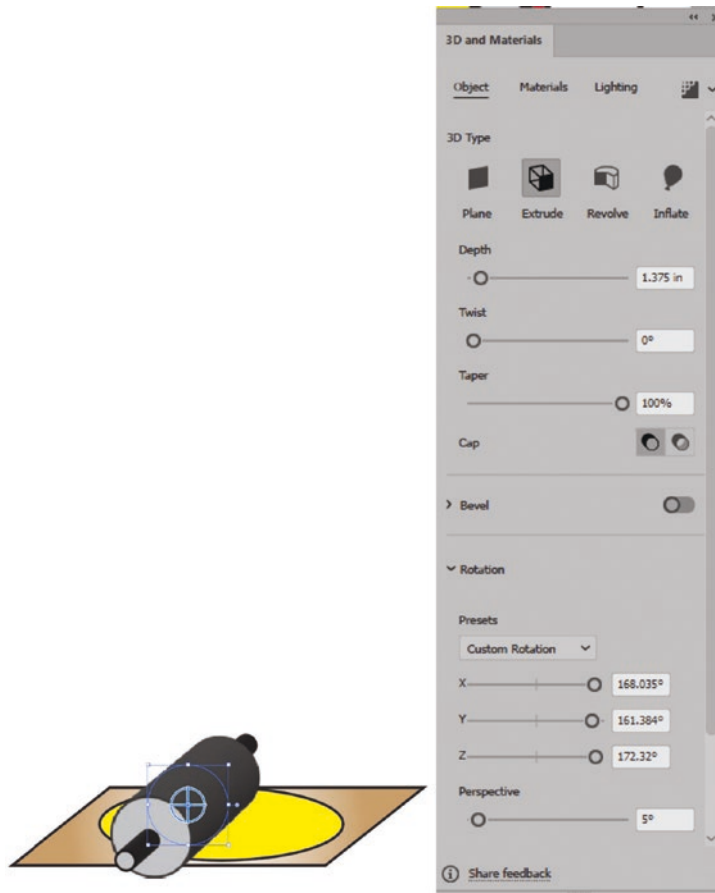 3D and Materials
Object Materials Lighting
3D Type
Plane Extrude Revolve Inflate
Depth
1.375 in
Twist
0°
Taper
100%
Cap
Bevel
Rotation
Presets
Custom Rotation
X 168.035°
Y 161.384°
Z 172.32°
Perspective
5°
Share feedback